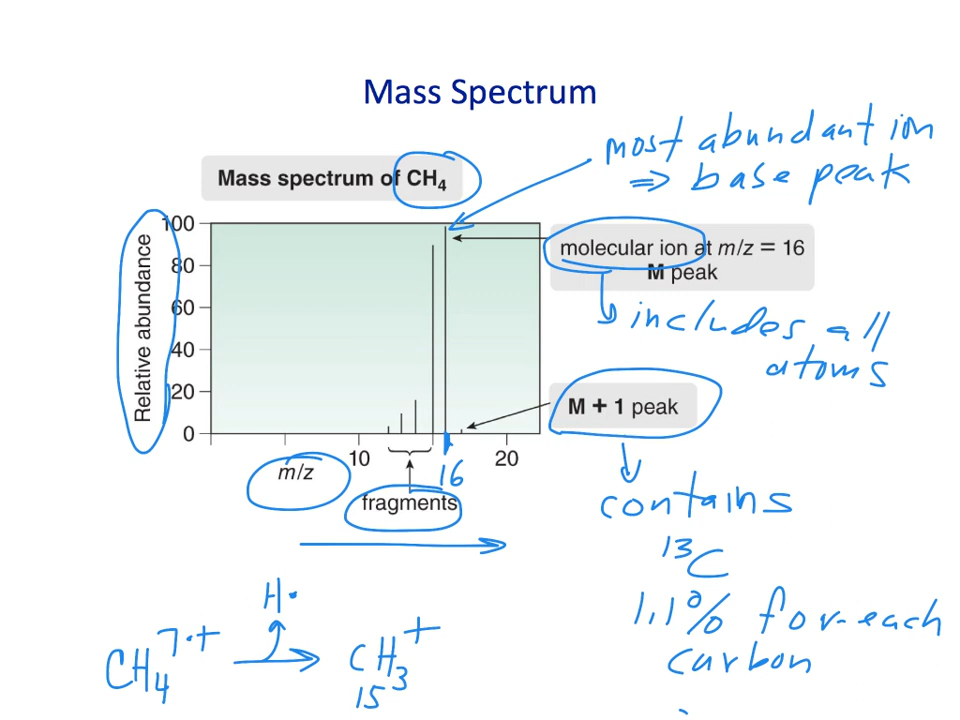 Mass Spectrum
most abundant ion
⇒ base peak
Mass spectrum of CH₄
100
80
60
40
20
0
Relative abundance
molecular ion at m/z = 16
M peak
includes all
atoms
M + 1 peak
10
20
m/z
16
fragments
contains
¹³C
1.1% for each
carbon
H·
CH₄⁷·⁺ → CH₃⁺
15